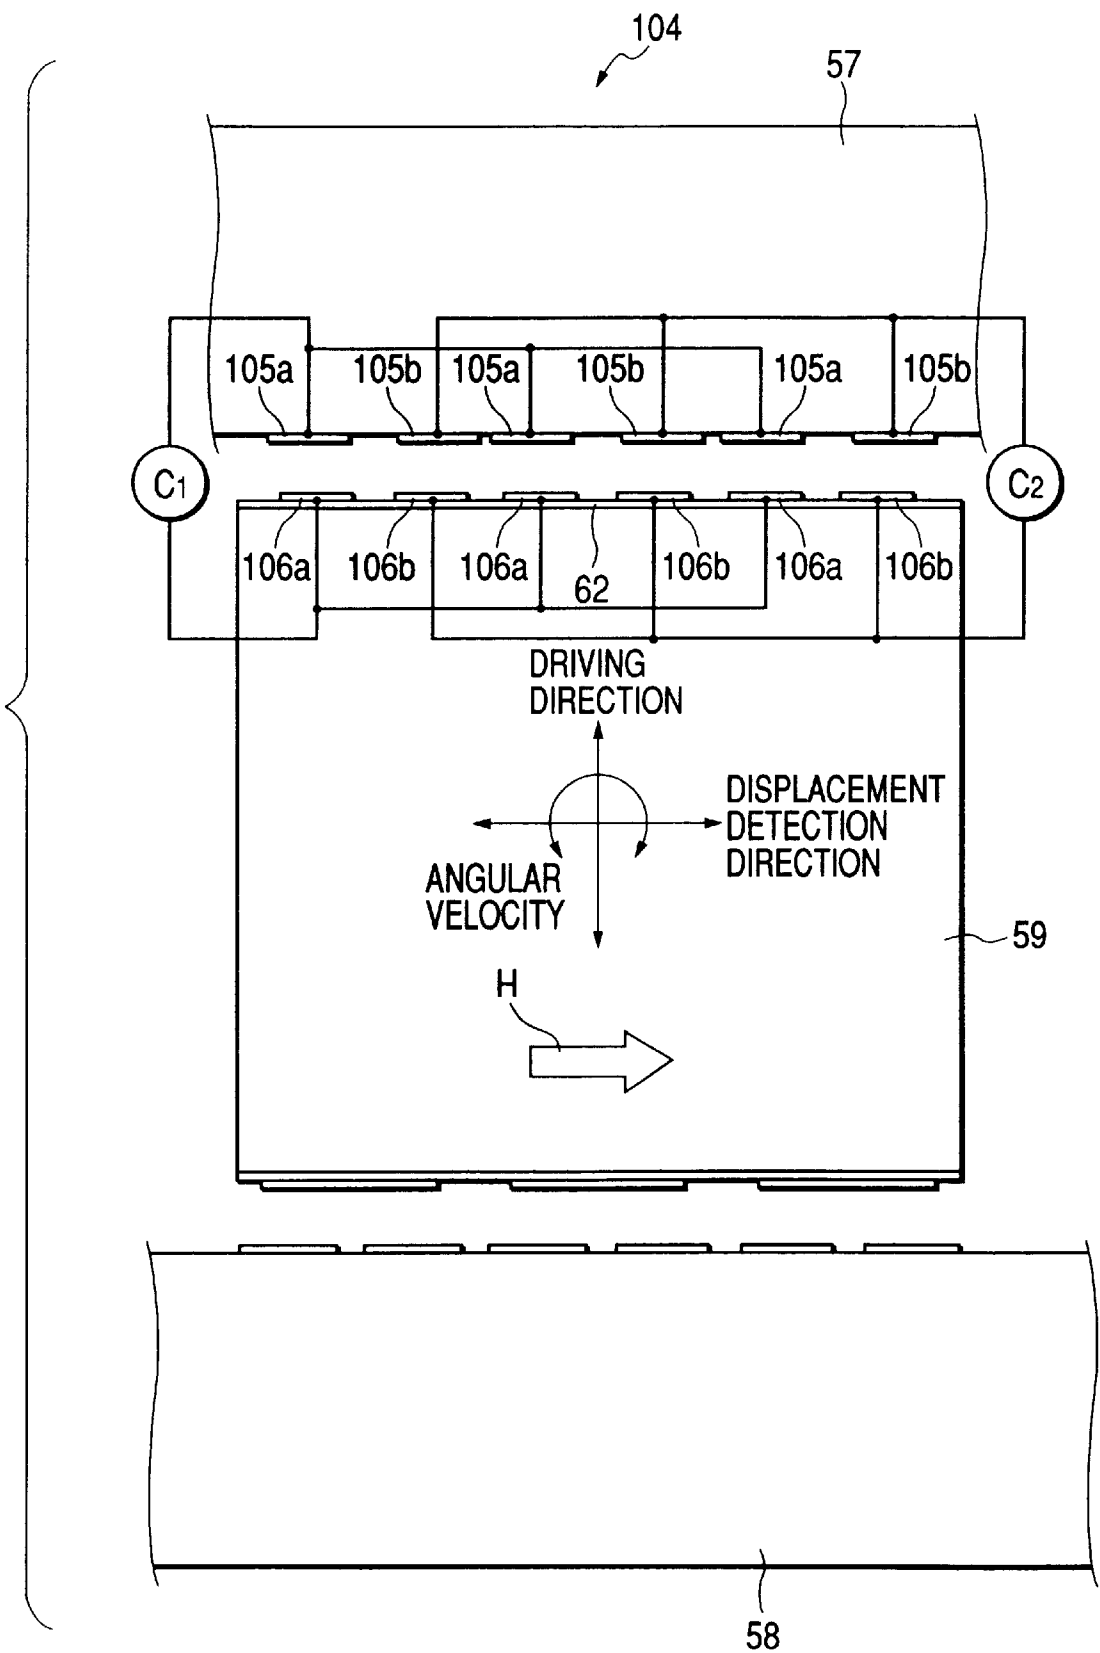 104
57
105a 105b 105a 105b 105a 105b
C1 C2
106a 106b 106a 62 106b 106a 106b
DRIVING
DIRECTION
DISPLACEMENT
DETECTION
DIRECTION
ANGULAR
VELOCITY
59
H
58